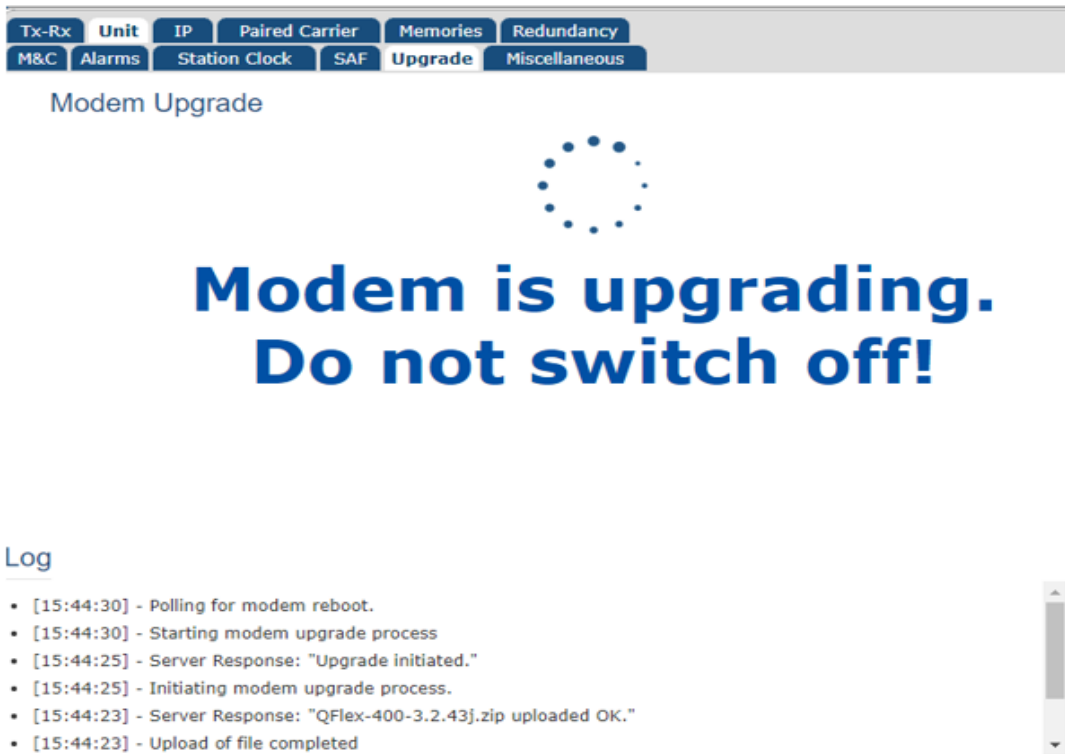 Tx-Rx Unit IP Paired Carrier Memories Redundancy
M&C Alarms Station Clock SAF Upgrade Miscellaneous
Modem Upgrade
Modem is upgrading.
Do not switch off!
Log
• [15:44:30] - Polling for modem reboot.
• [15:44:30] - Starting modem upgrade process
• [15:44:25] - Server Response: "Upgrade initiated."
• [15:44:25] - Initiating modem upgrade process.
• [15:44:23] - Server Response: "QFlex-400-3.2.43j.zip uploaded OK."
• [15:44:23] - Upload of file completed